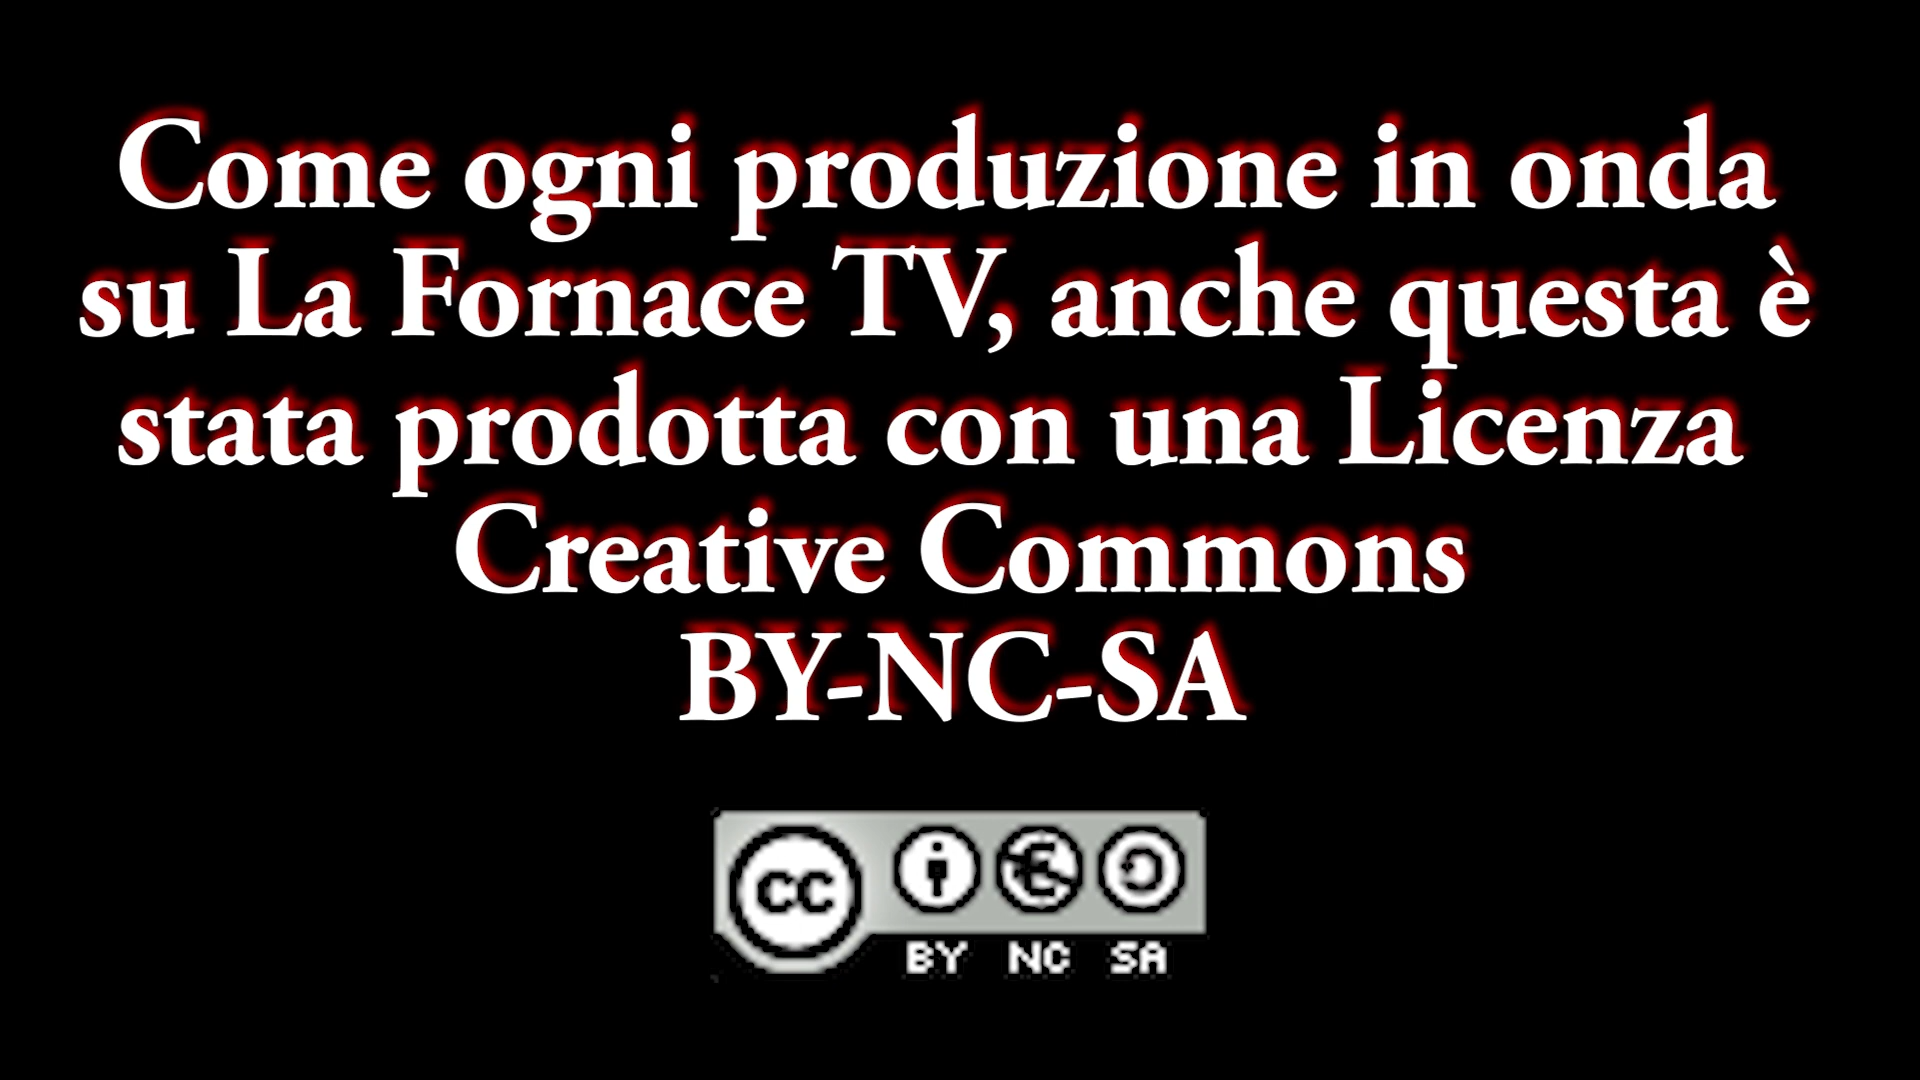 Come ogni produzione in onda
su La Fornace TV, anche questa è
stata prodotta con una Licenza
Creative Commons
BY-NC-SA
cc
BY NC SA